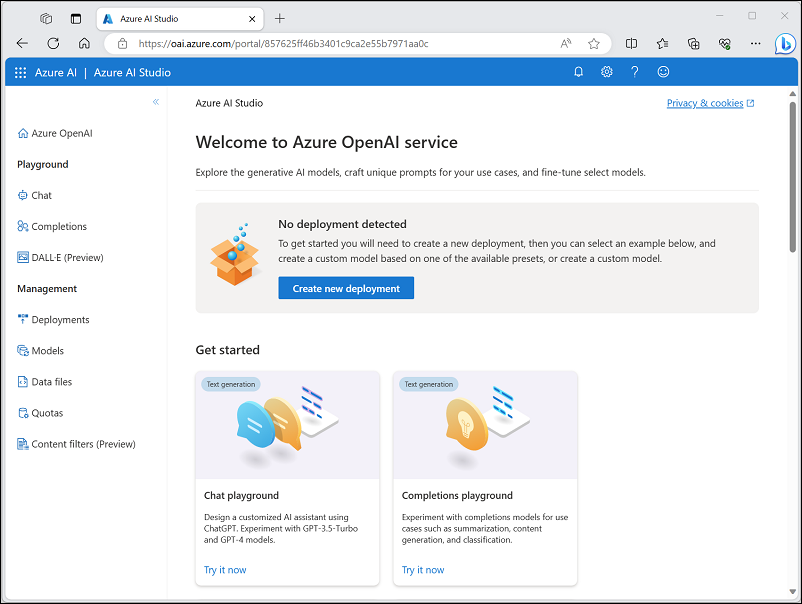 Azure AI Studio
https://oai.azure.com/portal/857625ff46b3401c9ca2e55b7971aa0c
Azure AI | Azure AI Studio
Azure OpenAI
Playground
Chat
Completions
DALL·E (Preview)
Management
Deployments
Models
Data files
Quotas
Content filters (Preview)
Azure AI Studio
Privacy & cookies
Welcome to Azure OpenAI service
Explore the generative AI models, craft unique prompts for your use cases, and fine-tune select models.
No deployment detected
To get started you will need to create a new deployment, then you can select an example below, and
create a custom model based on one of the available presets, or create a custom model.
Create new deployment
Get started
Text generation
Chat playground
Design a customized AI assistant using
ChatGPT. Experiment with GPT-3.5-Turbo
and GPT-4 models.
Try it now
Text generation
Completions playground
Experiment with completions models for use
cases such as summarization, content
generation, and classification.
Try it now